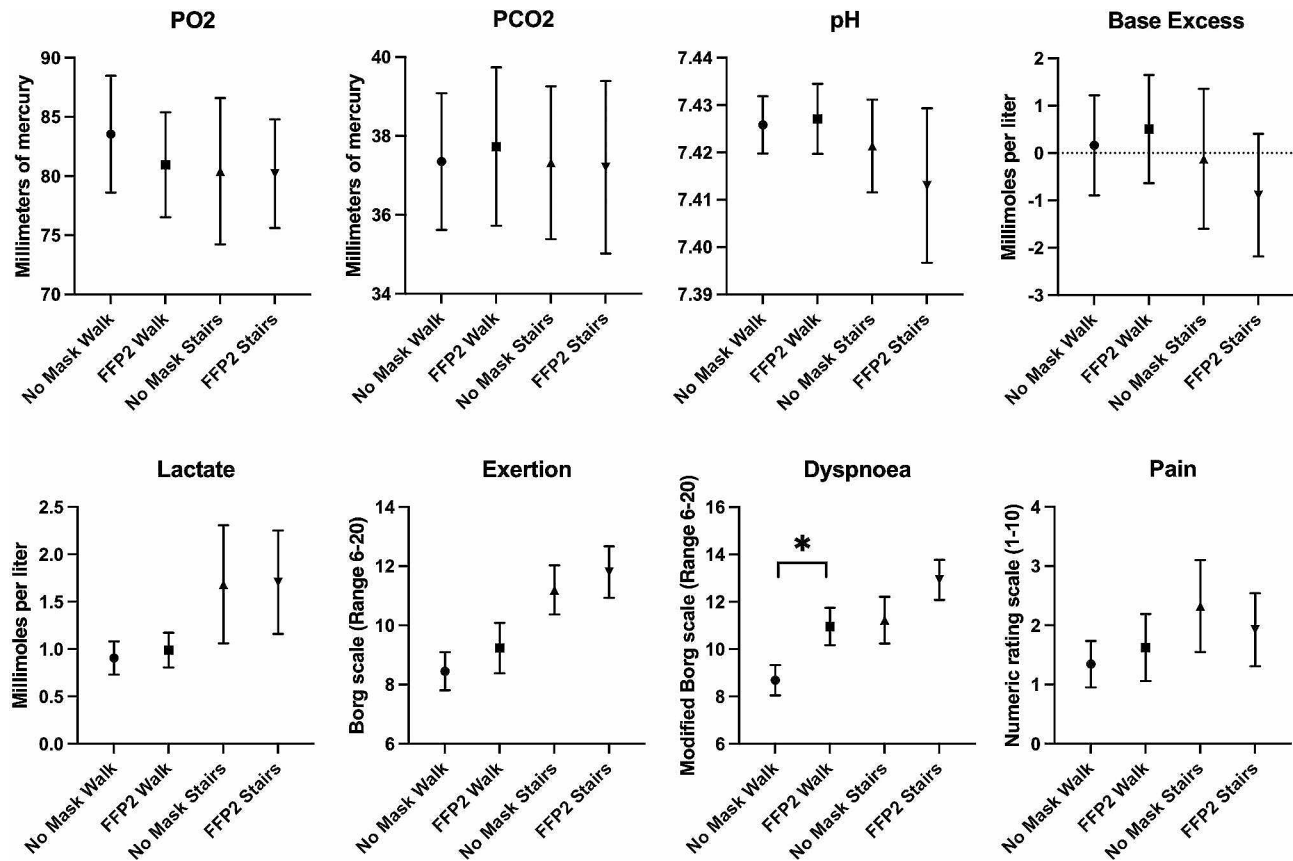 PO2
Millimeters of mercury
90
85
80
75
70
No Mask Walk
FFP2 Walk
No Mask Stairs
FFP2 Stairs
PCO2
Millimeters of mercury
40
38
36
34
No Mask Walk
FFP2 Walk
No Mask Stairs
FFP2 Stairs
pH
7.44
7.43
7.42
7.41
7.40
7.39
No Mask Walk
FFP2 Walk
No Mask Stairs
FFP2 Stairs
Base Excess
Millimoles per liter
2
1
0
-1
-2
-3
No Mask Walk
FFP2 Walk
No Mask Stairs
FFP2 Stairs
Lactate
Millimoles per liter
2.5
2.0
1.5
1.0
0.5
0.0
No Mask Walk
FFP2 Walk
No Mask Stairs
FFP2 Stairs
Exertion
Borg scale (Range 6-20)
14
12
10
8
6
No Mask Walk
FFP2 Walk
No Mask Stairs
FFP2 Stairs
Dyspnoea
Modified Borg scale (Range 6-20)
16
14
12
10
8
6
*
No Mask Walk
FFP2 Walk
No Mask Stairs
FFP2 Stairs
Pain
Numeric rating scale (1-10)
4
3
2
1
0
No Mask Walk
FFP2 Walk
No Mask Stairs
FFP2 Stairs